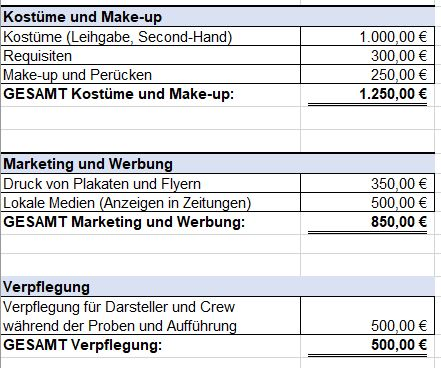 Kostüme und Make-up
Kostüme (Leihgabe, Second-Hand) 1.000,00 €
Requisiten 300,00 €
Make-up und Perücken 250,00 €
GESAMT Kostüme und Make-up: 1.250,00 €
Marketing und Werbung
Druck von Plakaten und Flyern 350,00 €
Lokale Medien (Anzeigen in Zeitungen) 500,00 €
GESAMT Marketing und Werbung: 850,00 €
Verpflegung
Verpflegung für Darsteller und Crew
während der Proben und Aufführung 500,00 €
GESAMT Verpflegung: 500,00 €